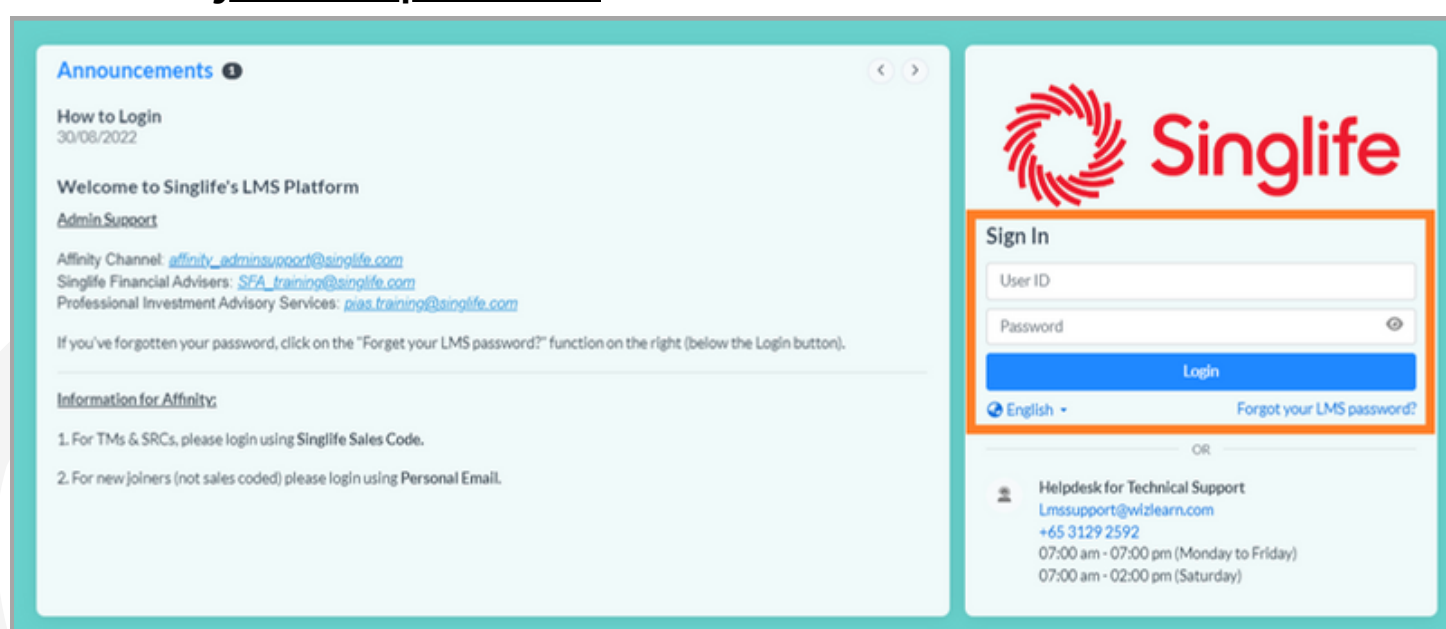 Announcements 1
How to Login
30/08/2022
Welcome to Singlife's LMS Platform
Admin Support
Affinity Channel: affinity_adminsupport@singlife.com
Singlife Financial Advisers: SFA_training@singlife.com
Professional Investment Advisory Services: pias.training@singlife.com
If you've forgotten your password, click on the "Forget your LMS password?" function on the right (below the Login button).
Information for Affinity:
1. For TMs & SRCs, please login using Singlife Sales Code.
2. For new joiners (not sales coded) please login using Personal Email.
Singlife
Sign In
User ID
Password
Login
English
Forgot your LMS password?
OR
Helpdesk for Technical Support
Lmssupport@wizlearn.com
+65 3129 2592
07:00 am - 07:00 pm (Monday to Friday)
07:00 am - 02:00 pm (Saturday)